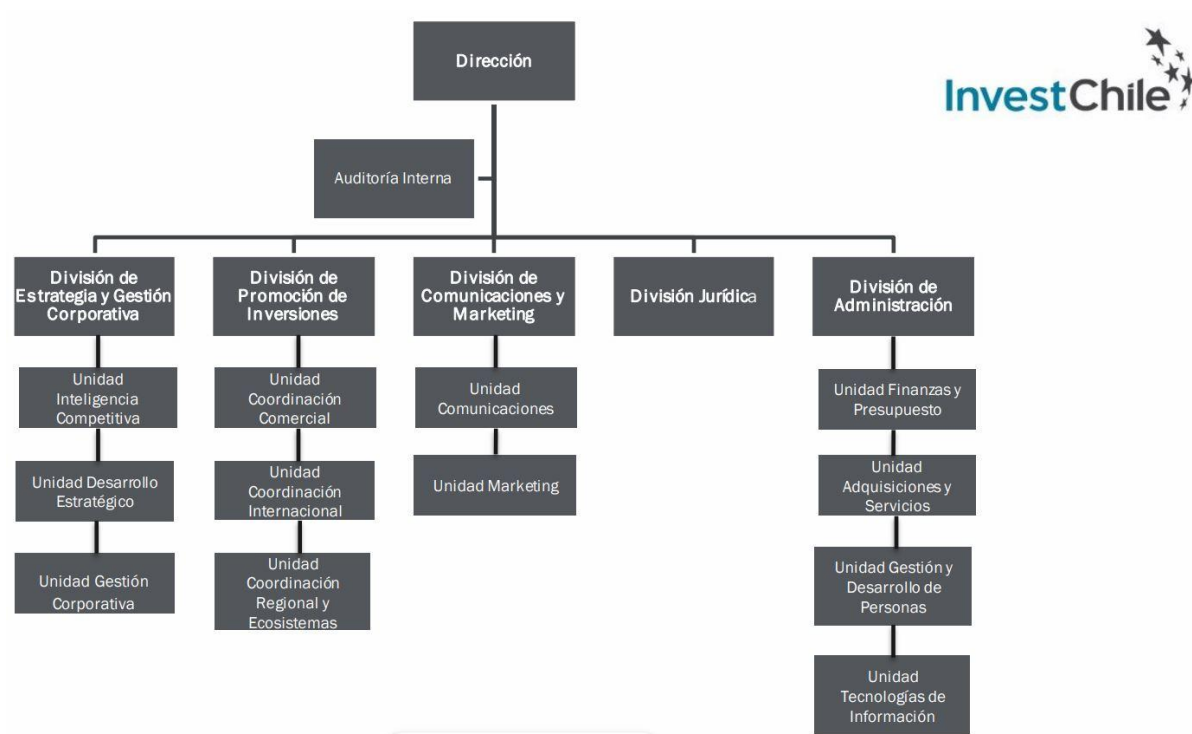 Dirección
InvestChile
Auditoría Interna
División de
Estrategia y Gestión
Corporativa
División de
Promoción de
Inversiones
División de
Comunicaciones y
Marketing
División Jurídica
División de
Administración
Unidad
Inteligencia
Competitiva
Unidad
Coordinación
Comercial
Unidad
Comunicaciones
Unidad Finanzas y
Presupuesto
Unidad Desarrollo
Estratégico
Unidad
Coordinación
Internacional
Unidad Marketing
Unidad
Adquisiciones y
Servicios
Unidad Gestión
Corporativa
Unidad
Coordinación
Regional y
Ecosistemas
Unidad Gestión y
Desarrollo de
Personas
Unidad
Tecnologías de
Información